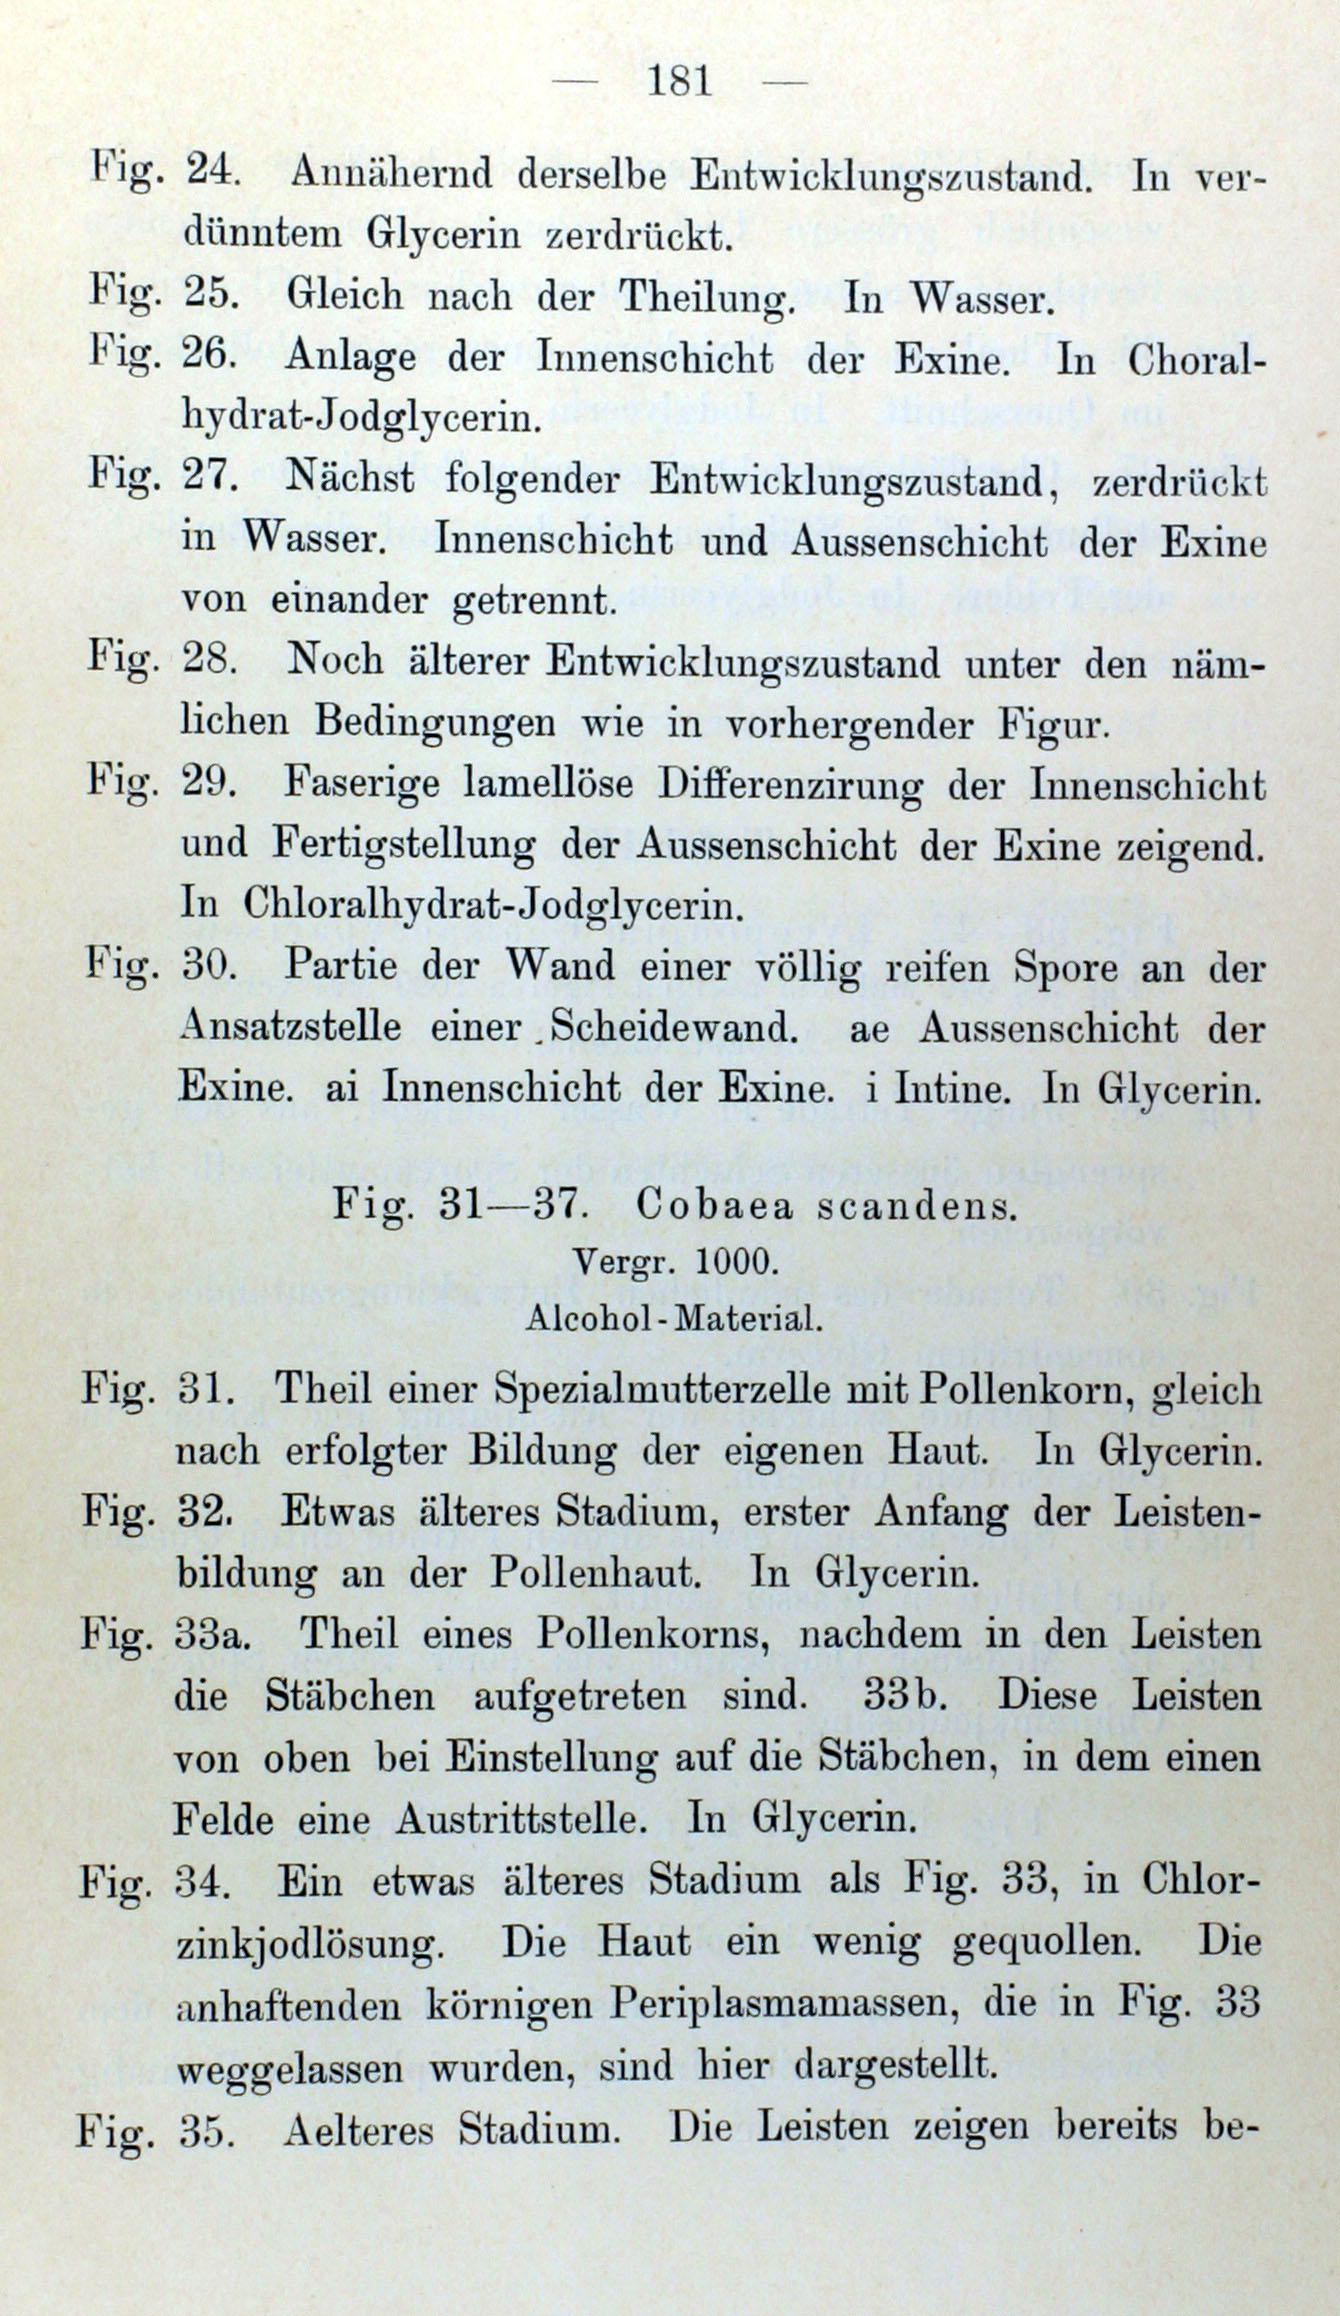 — 181 —
Fig. 24. Annähernd derselbe Entwicklungszustand. In ver-
dünntem Glycerin zerdrückt.
Fig. 25. Gleich nach der Theilung. In Wasser.
Fig. 26. Anlage der Innenschicht der Exine. In Choral-
hydrat-Jodglycerin.
Fig. 27. Nächst folgender Entwicklungszustand, zerdrückt
in Wasser. Innenschicht und Aussenschicht der Exine
von einander getrennt.
Fig. 28. Noch älterer Entwicklungszustand unter den näm-
lichen Bedingungen wie in vorhergender Figur.
Fig. 29. Faserige lamellöse Differenzirung der Innenschicht
und Fertigstellung der Aussenschicht der Exine zeigend.
In Chloralhydrat-Jodglycerin.
Fig. 30. Partie der Wand einer völlig reifen Spore an der
Ansatzstelle einer Scheidewand. ae Aussenschicht der
Exine. ai Innenschicht der Exine. i Intine. In Glycerin.
Fig. 31—37. Cobaea scandens.
Vergr. 1000.
Alcohol-Material.
Fig. 31. Theil einer Spezialmutterzelle mit Pollenkorn, gleich
nach erfolgter Bildung der eigenen Haut. In Glycerin.
Fig. 32. Etwas älteres Stadium, erster Anfang der Leisten-
bildung an der Pollenhaut. In Glycerin.
Fig. 33a. Theil eines Pollenkorns, nachdem in den Leisten
die Stäbchen aufgetreten sind. 33b. Diese Leisten
von oben bei Einstellung auf die Stäbchen, in dem einen
Felde eine Austrittstelle. In Glycerin.
Fig. 34. Ein etwas älteres Stadium als Fig. 33, in Chlor-
zinkjodlösung. Die Haut ein wenig gequollen. Die
anhaftenden körnigen Periplasmamassen, die in Fig. 33
weggelassen wurden, sind hier dargestellt.
Fig. 35. Aelteres Stadium. Die Leisten zeigen bereits be-